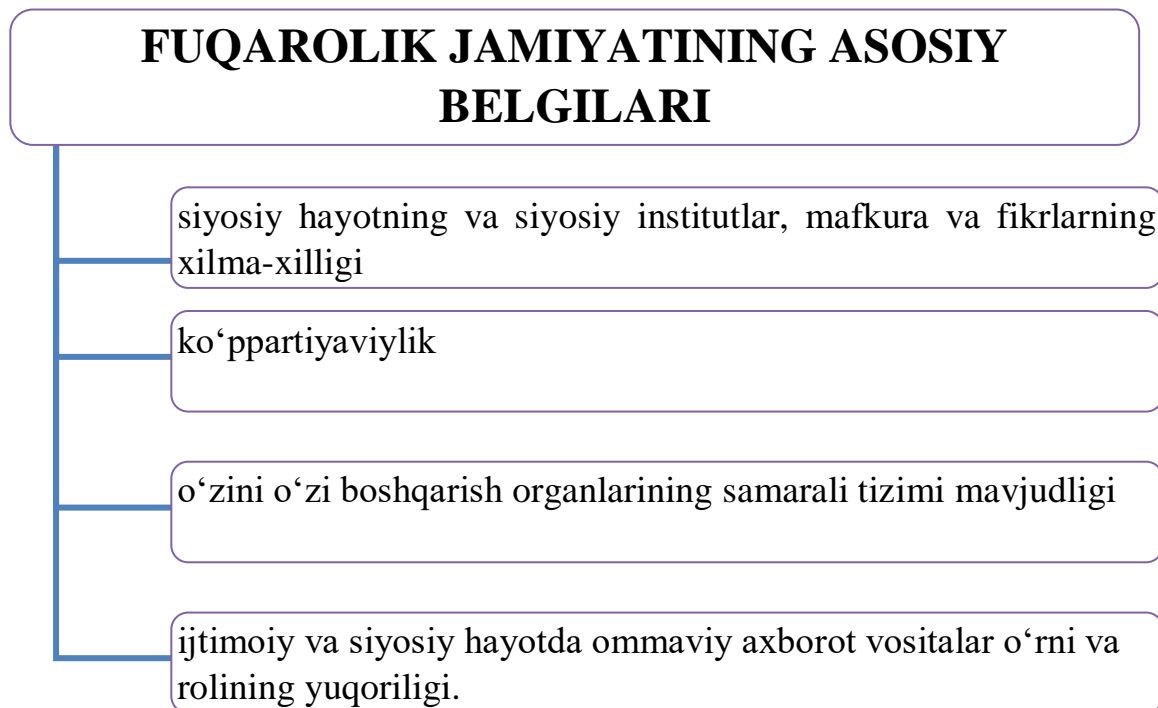 FUQAROLIK JAMIYATINING ASOSIY
BELGILARI
siyosiy hayotning va siyosiy institutlar, mafkura va fikrlarning
xilma-xilligi
ko‘ppartiyaviylik
o‘zini o‘zi boshqarish organlarining samarali tizimi mavjudligi
ijtimoiy va siyosiy hayotda ommaviy axborot vositalar o‘rni va
rolining yuqoriligi.